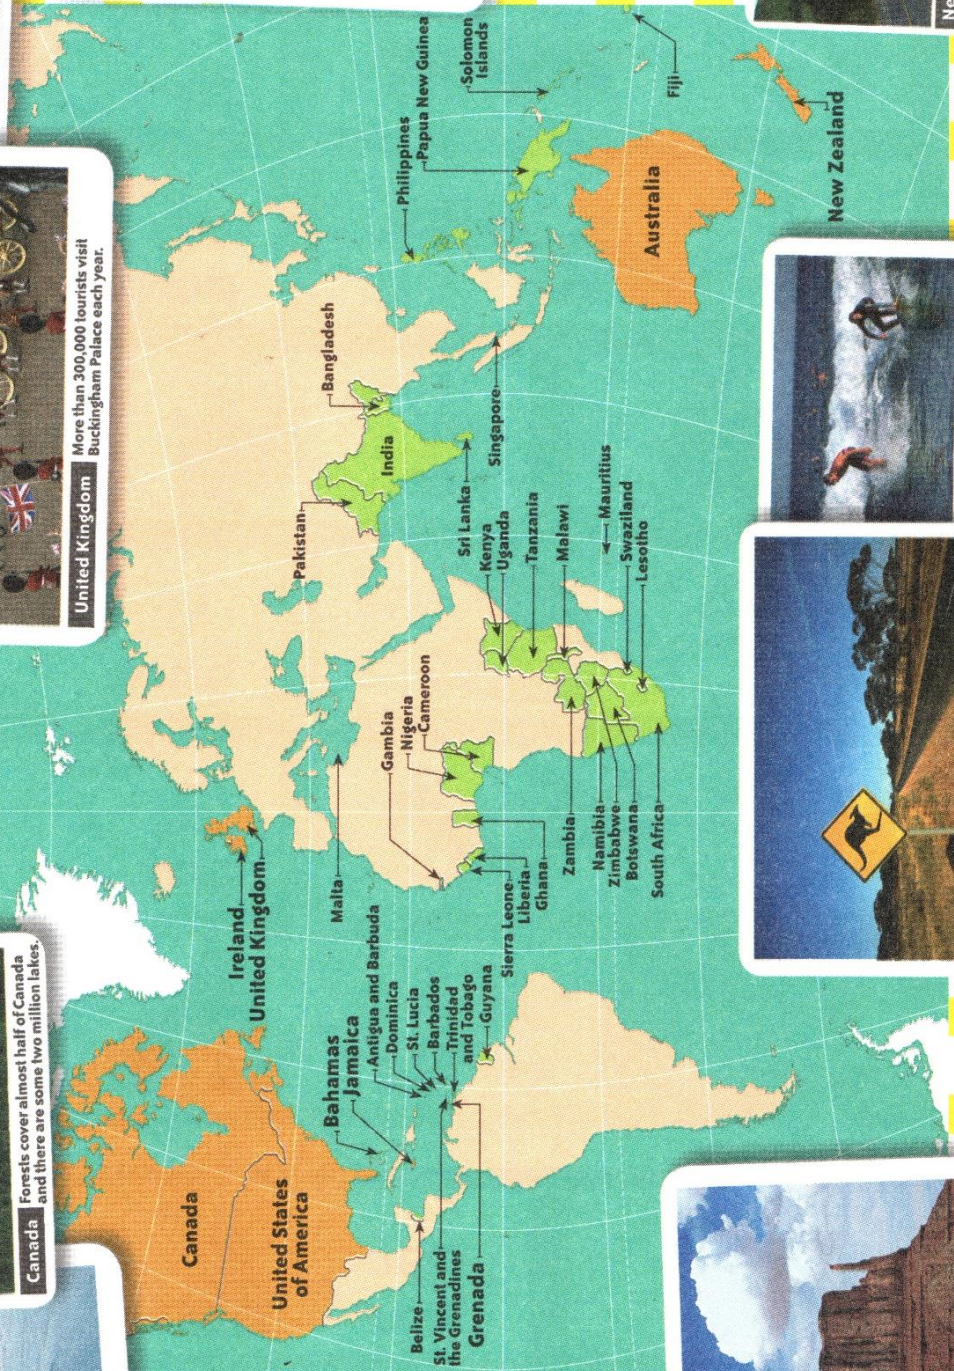 Canada
Forests cover almost half of Canada
and there are some two million lakes.
United Kingdom
More than 300,000 tourists visit
Buckingham Palace each year.
Canada
United States
of America
Ireland
United Kingdom
Bahamas
Jamaica
Antigua and Barbuda
Dominica
St. Lucia
Barbados
Trinidad
and Tobago
Guyana
Belize
St. Vincent and
the Grenadines
Grenada
Malta
Gambia
Nigeria
Cameroon
Sierra Leone
Liberia
Ghana
Zambia
Namibia
Zimbabwe
Botswana
South Africa
Pakistan
Bangladesh
India
Sri Lanka
Kenya
Uganda
Tanzania
Malawi
Mauritius
Swaziland
Lesotho
Singapore
Philippines
Papua New Guinea
Solomon
Islands
Fiji
Australia
New Zealand